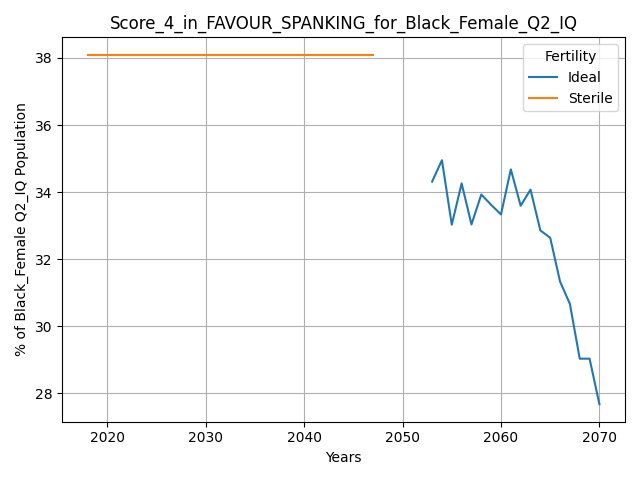 Score_4_in_FAVOUR_SPANKING_for_Black_Female_Q2_IQ
% of Black_Female Q2_IQ Population
38
36
34
32
30
28
Fertility
Ideal
Sterile
2020 2030 2040 2050 2060 2070
Years